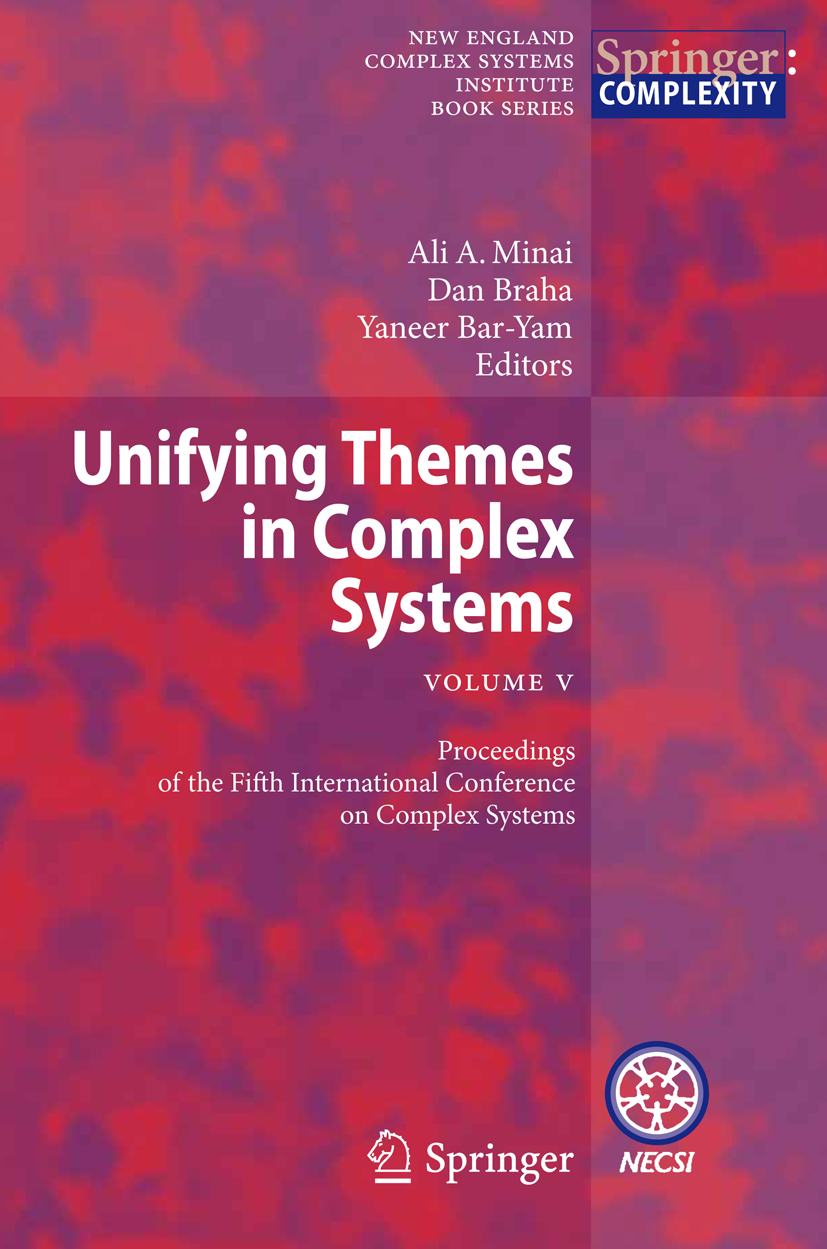 NEW ENGLAND
COMPLEX SYSTEMS
INSTITUTE
BOOK SERIES
Springer:
COMPLEXITY
Ali A. Minai
Dan Braha
Yaneer Bar-Yam
Editors
Unifying Themes
in Complex
Systems
VOLUME V
Proceedings
of the Fifth International Conference
on Complex Systems
Springer
NECSI